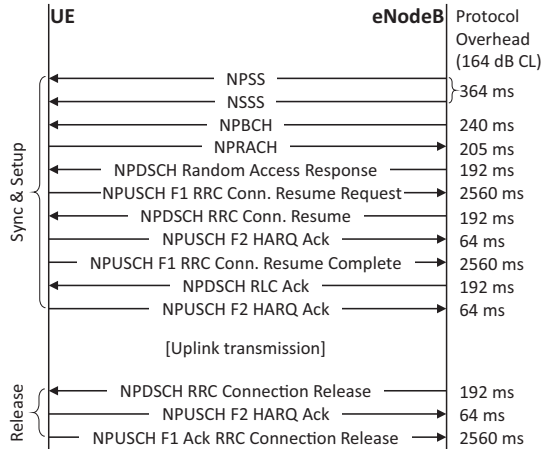 UE eNodeB Protocol
Overhead
(164 dB CL)
NPSS
364 ms
NSSS
NPBCH 240 ms
NPRACH 205 ms
NPDSCH Random Access Response 192 ms
NPUSCH F1 RRC Conn. Resume Request 2560 ms
NPDSCH RRC Conn. Resume 192 ms
NPUSCH F2 HARQ Ack 64 ms
NPUSCH F1 RRC Conn. Resume Complete 2560 ms
NPDSCH RLC Ack 192 ms
NPUSCH F2 HARQ Ack 64 ms
Sync & Setup
[Uplink transmission]
NPDSCH RRC Connection Release 192 ms
NPUSCH F2 HARQ Ack 64 ms
NPUSCH F1 Ack RRC Connection Release 2560 ms
Release